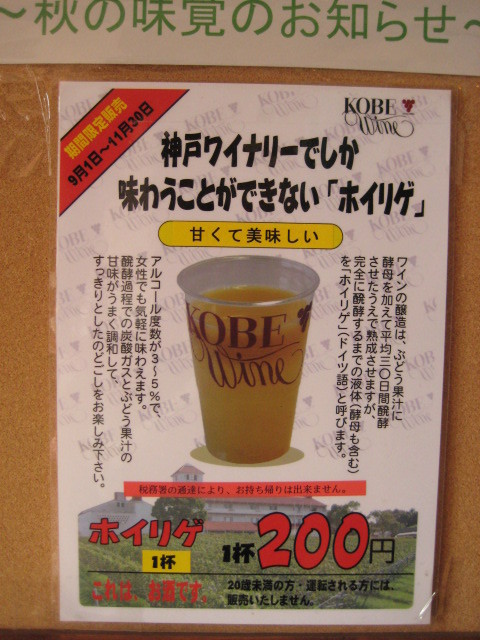 ～秋の味覚のお知らせ～
期間限定販売
9月1日～11月30日
KOBE
Wine
神戸ワイナリーでしか
味わうことができない「ホイリゲ」
甘くて美味しい
ワインの醸造は、ぶどう果汁に
酵母を加えて平均三〇日間醗酵
させたうえで熟成させますが、
完全に醗酵するまでの液体（酵母も含む）
を「ホイリゲ」（ドイツ語）と呼びます。
KOBE
Wine
アルコール度数が３～５％で、
女性でも気軽に味わえます。
醗酵過程での炭酸ガスとぶどう果汁の
甘味がうまく調和して、
すっきりとしたのどごしをお楽しみ下さい。
税務署の通達により、お持ち帰りは出来ません。
ホイリゲ
1杯
1杯200円
これは、お酒です。
20歳未満の方・運転される方には、
販売いたしません。